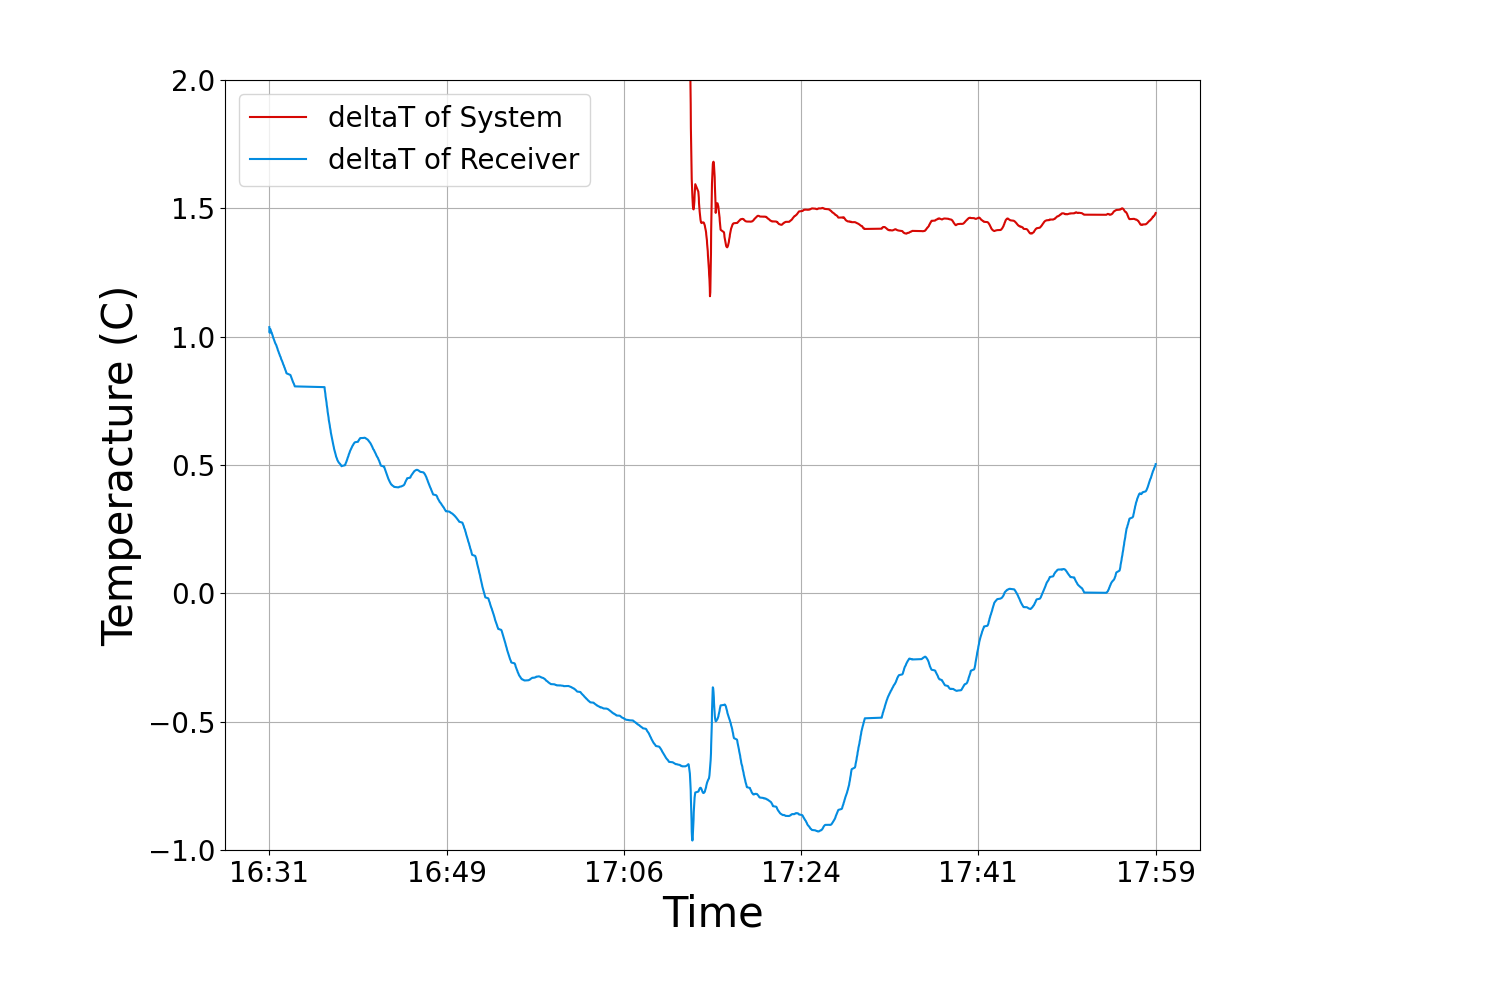 deltaT of System
deltaT of Receiver
2.0
1.5
1.0
0.5
0.0
−0.5
−1.0
Temperacture (C)
16:31 16:49 17:06 17:24 17:41 17:59
Time